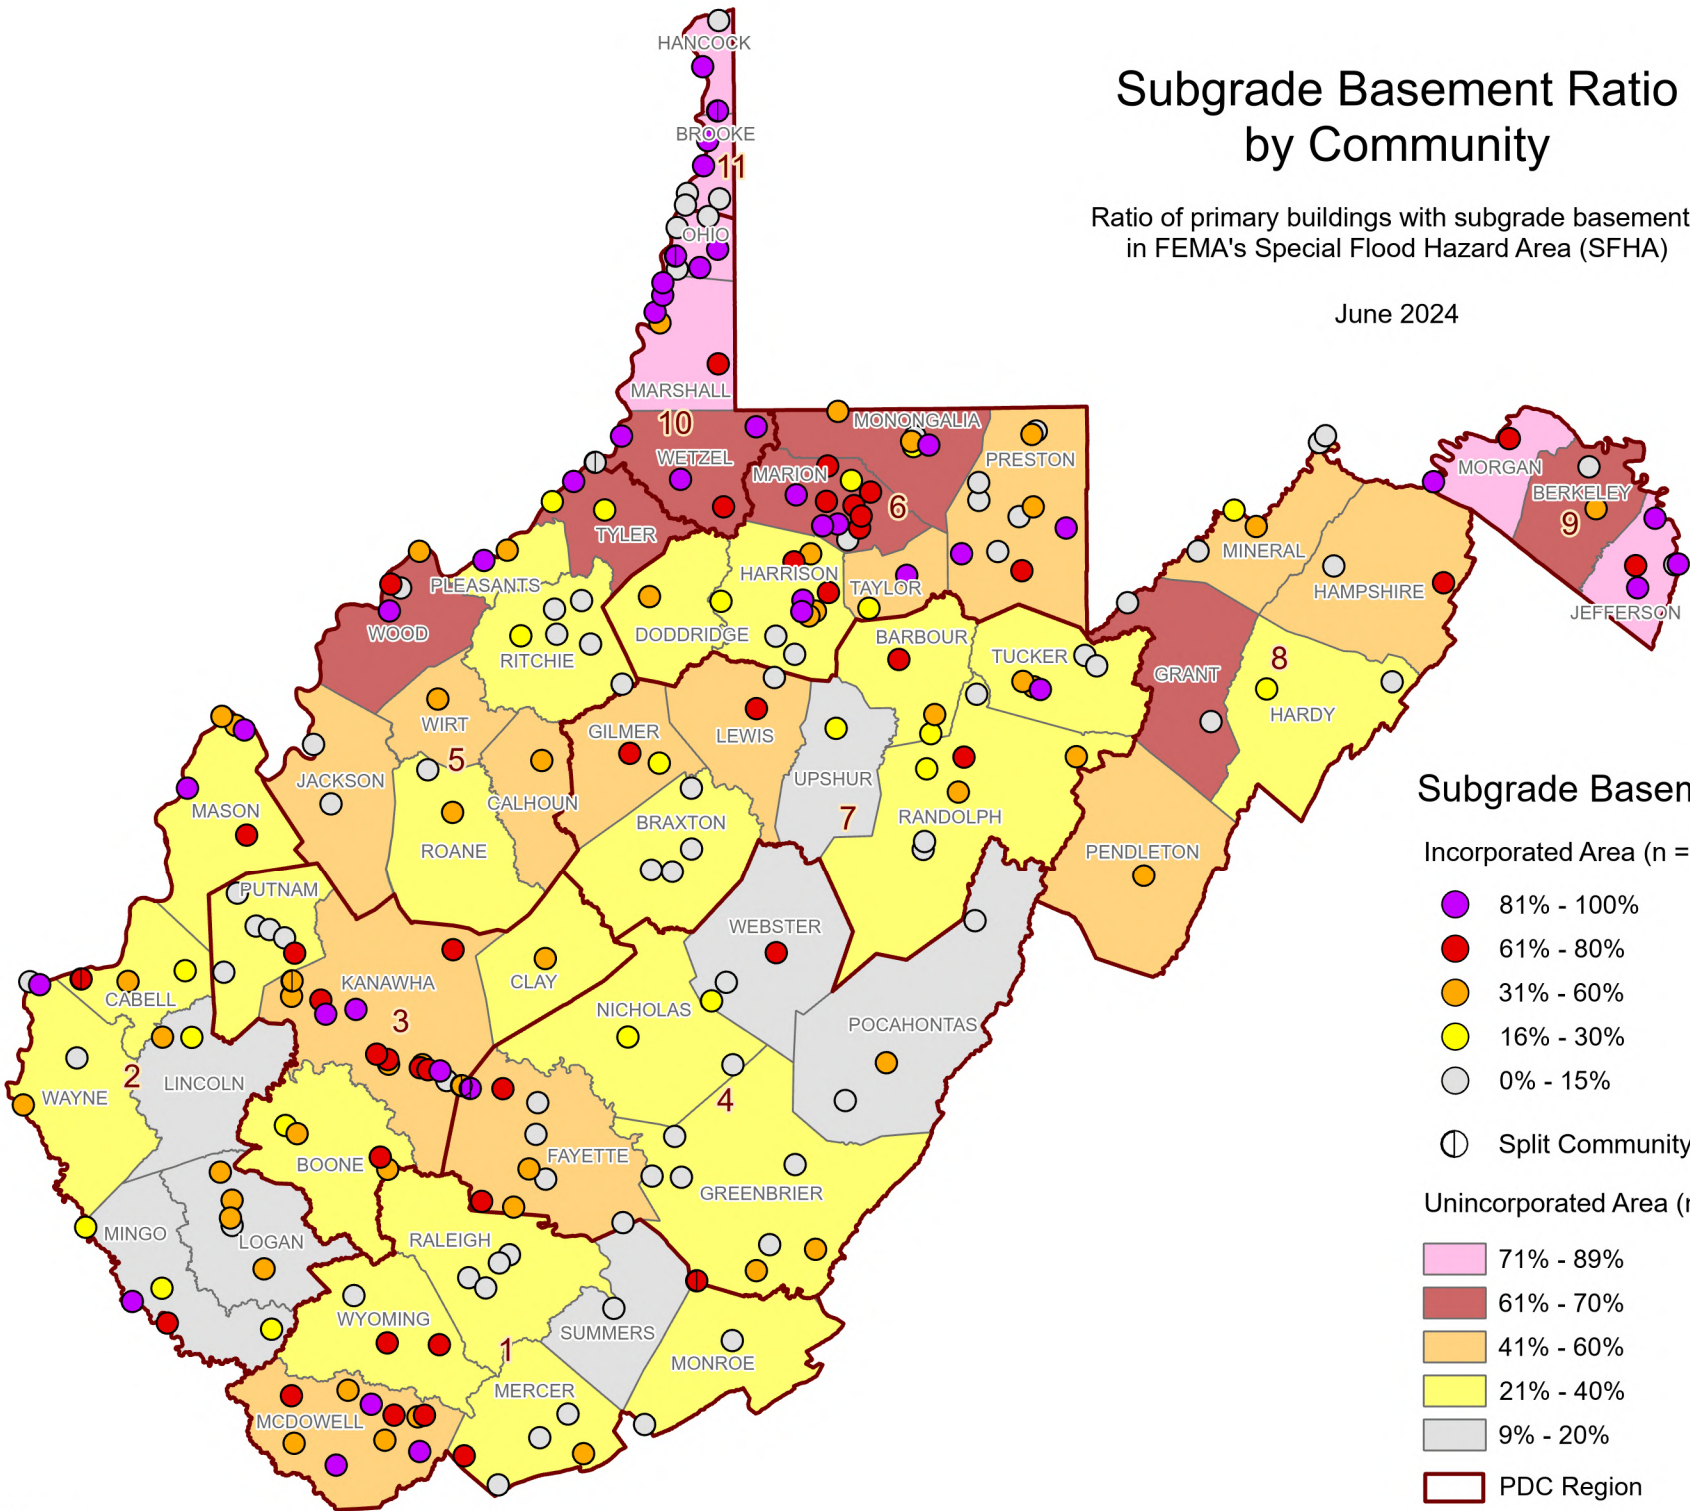 Subgrade Basement Ratio
by Community
Ratio of primary buildings with subgrade basement
in FEMA's Special Flood Hazard Area (SFHA)
June 2024
HANCOCK
BROOKE
11
OHIO
MARSHALL
10
WETZEL
MONONGALIA
MARION
PRESTON
6
TYLER
MORGAN
BERKELEY
9
JEFFERSON
MINERAL
HAMPSHIRE
PLEASANTS
HARRISON
TAYLOR
WOOD
DODDRIDGE
BARBOUR
RITCHIE
TUCKER
8
GRANT
HARDY
WIRT
GILMER
LEWIS
5
JACKSON
CALHOUN
UPSHUR
MASON
BRAXTON
7
RANDOLPH
ROANE
PENDLETON
PUTNAM
WEBSTER
KANAWHA
CLAY
CABELL
NICHOLAS
3
POCAHONTAS
2
LINCOLN
WAYNE
4
BOONE
FAYETTE
GREENBRIER
MINGO
LOGAN
RALEIGH
WYOMING
SUMMERS
1
MONROE
MERCER
MCDOWELL
Subgrade Basen
Incorporated Area (n =
81% - 100%
61% - 80%
31% - 60%
16% - 30%
0% - 15%
Split Community
Unincorporated Area (r
71% - 89%
61% - 70%
41% - 60%
21% - 40%
9% - 20%
PDC Region